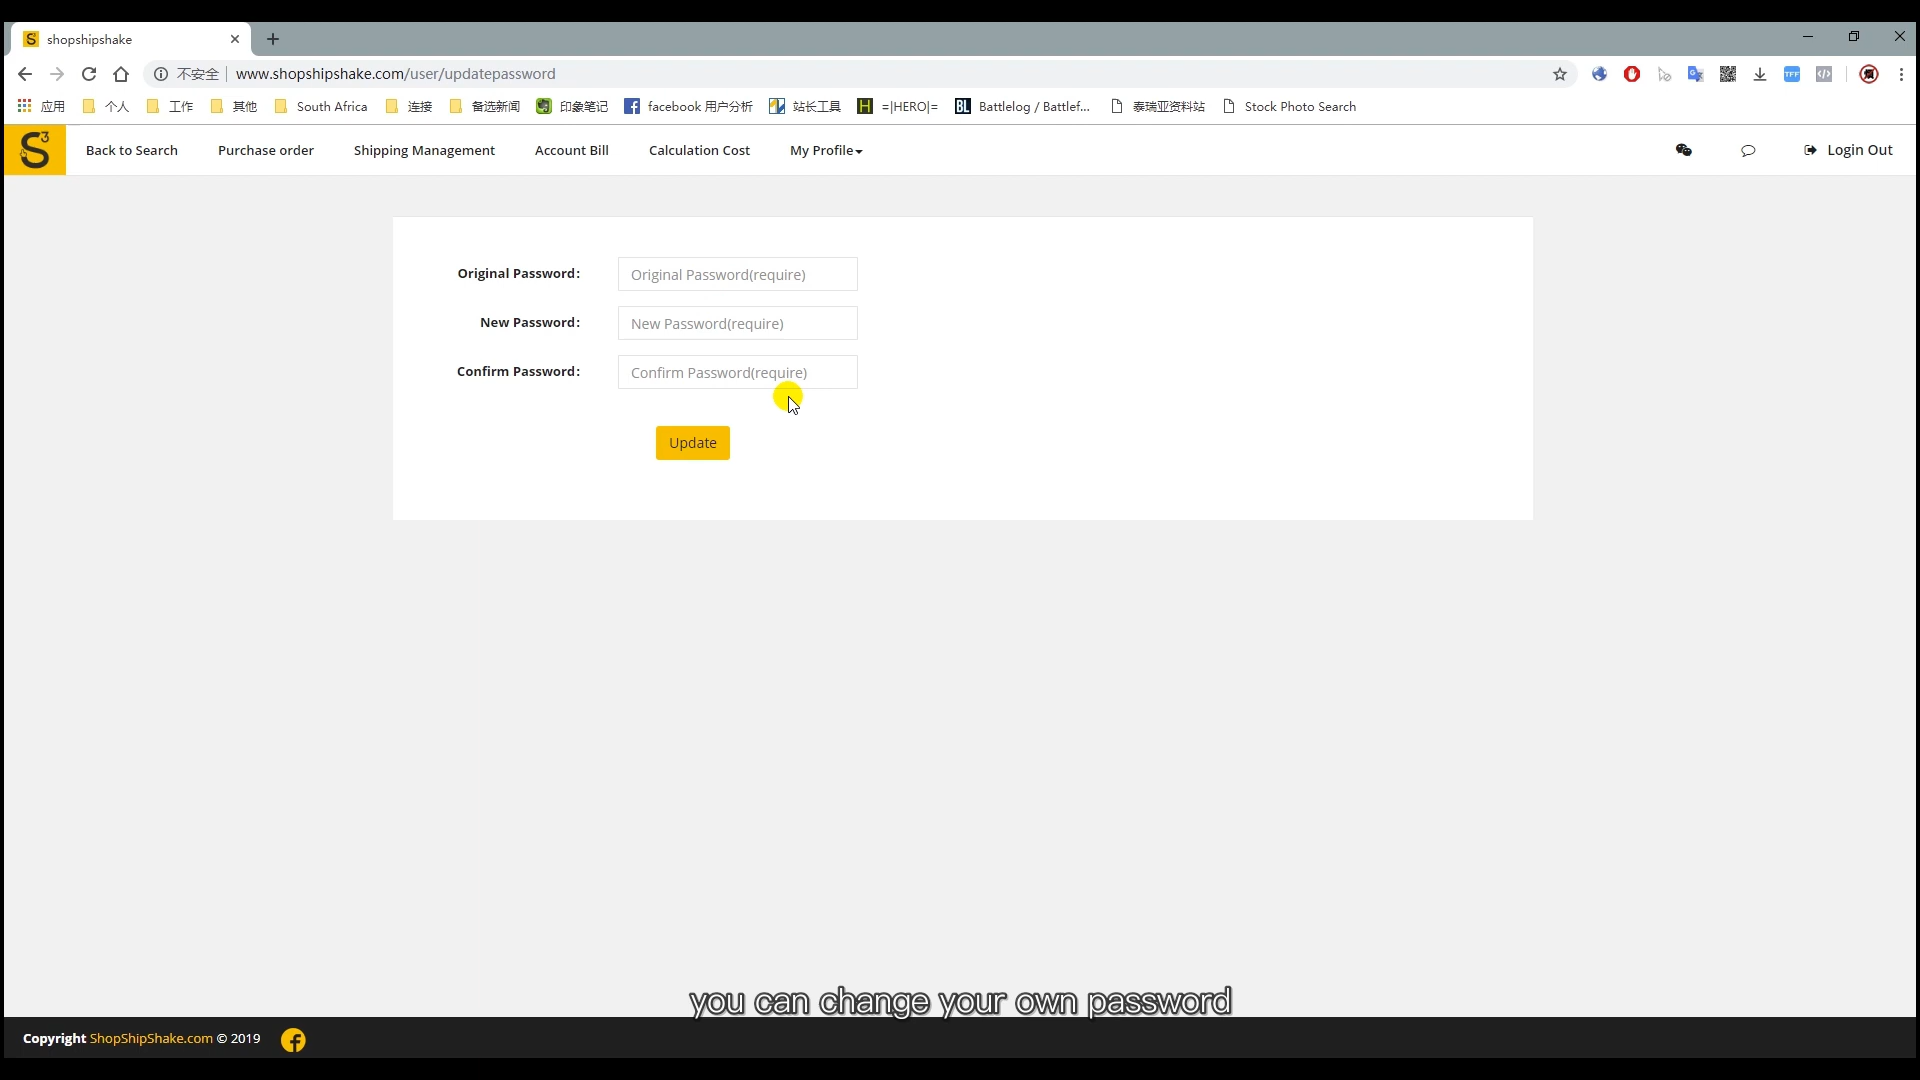 shopshipshake
不安全 www.shopshipshake.com/user/updatepassword
应用 个人 工作 其他 South Africa 连接 备选新闻 印象笔记 facebook 用户分析 站长工具 =|HERO|= Battlelog / Battlef... 泰瑞亚资料站 Stock Photo Search
Back to Search Purchase order Shipping Management Account Bill Calculation Cost My Profile Login Out
Original Password: Original Password(require)
New Password: New Password(require)
Confirm Password: Confirm Password(require)
Update
you can change your own password
Copyright ShopShipShake.com © 2019